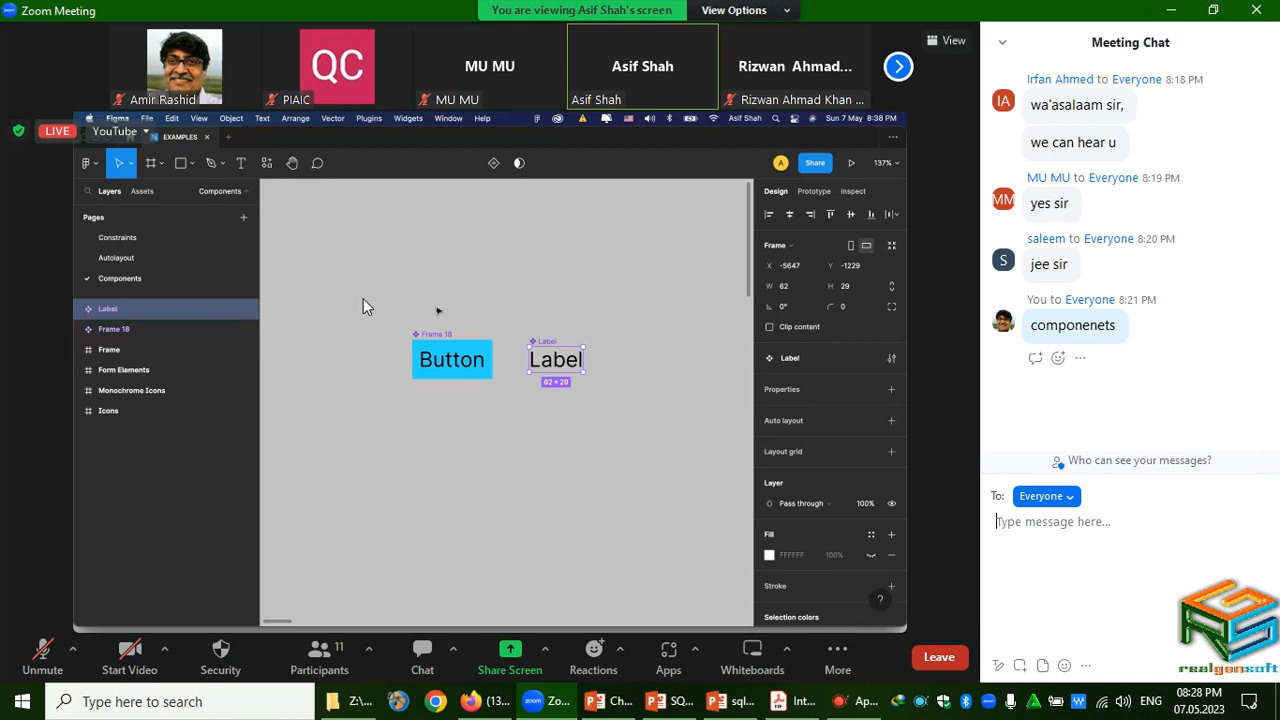 Zoom Meeting
You are viewing Asif Shah's screen
View Options
QC
MU MU
Asif Shah
Rizwan Ahmad...
View
Amir Rashid
PIAIC
MU MU
Asif Shah
Rizwan Ahmad Khan ...
LIVE
YouTube
Figma File Edit View Object Text Arrange Vector Plugins Widgets Window Help
Asif Shah Sun 7 May 8:38 PM
EXAMPLES
A
Share
137%
Layers Assets Components
Pages
Constraints
Autolayout
Components
Label
Frame 18
Frame
Form Elements
Monochrome Icons
Icons
Frame 18
Button
Label
Label
62 × 29
Design Prototype Inspect
Frame
X -5647 Y -1229
W 62 H 29
0° 0
Clip content
Label
Properties
Auto layout
Layout grid
Layer
Pass through 100%
Fill
FFFFFF 100%
Stroke
?
Selection colors
Meeting Chat
Irfan Ahmed to Everyone 8:18 PM
IA
wa'asalaam sir,
we can hear u
MU MU to Everyone 8:19 PM
MM
yes sir
saleem to Everyone 8:20 PM
S
jee sir
You to Everyone 8:21 PM
componenets
Who can see your messages?
To: Everyone
Type message here...
realgensoft
Unmute
Start Video
Security
11
Participants
Chat
Share Screen
Reactions
Apps
Whiteboards
More
Leave
Type here to search
Z:\
(13...
Zo...
Ch...
SQ...
sql...
Int...
Ap...
ENG
08:28 PM
07.05.2023